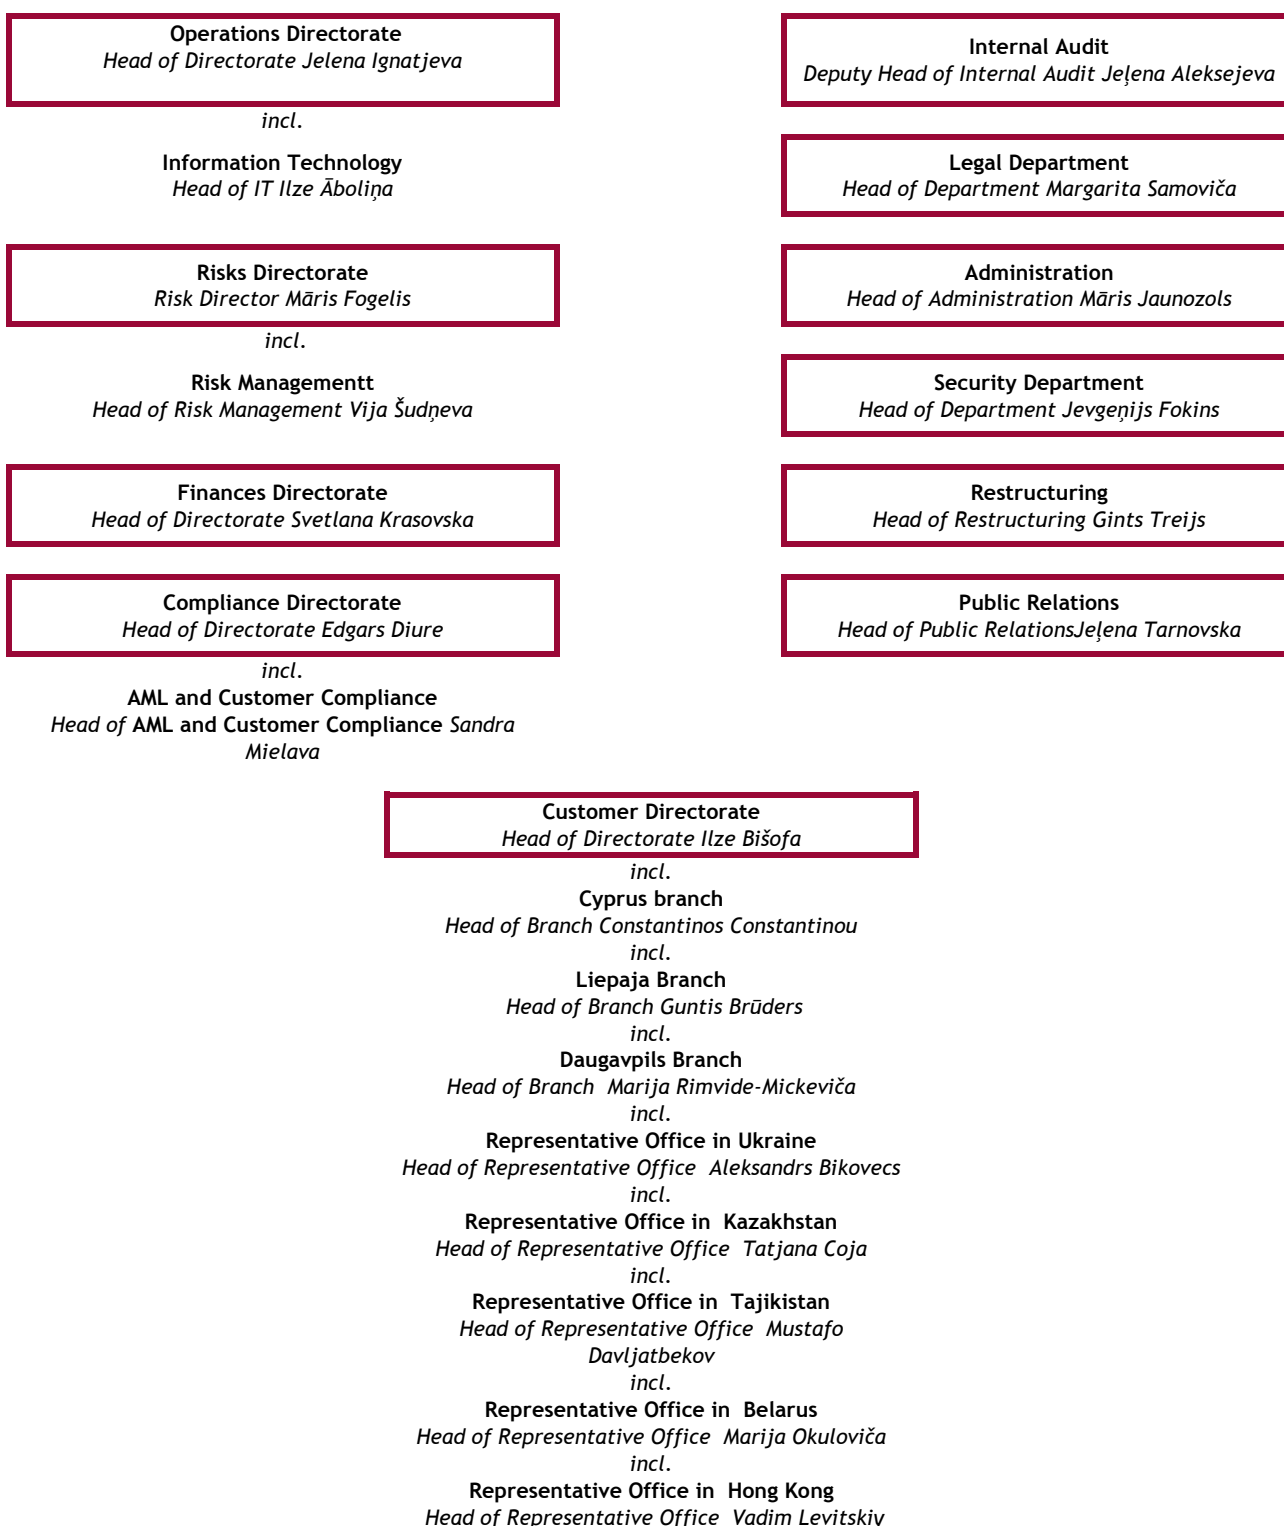 Operations Directorate
Head of Directorate Jelena Ignatjeva
incl.
Information Technology
Head of IT Ilze Āboliņa
Risks Directorate
Risk Director Māris Fogelis
incl.
Risk Managementt
Head of Risk Management Vija Šudņeva
Finances Directorate
Head of Directorate Svetlana Krasovska
Compliance Directorate
Head of Directorate Edgars Diure
incl.
AML and Customer Compliance
Head of AML and Customer Compliance Sandra
Mielava
Internal Audit
Deputy Head of Internal Audit Jeļena Aleksejeva
Legal Department
Head of Department Margarita Samoviča
Administration
Head of Administration Māris Jaunozols
Security Department
Head of Department Jevgeņijs Fokins
Restructuring
Head of Restructuring Gints Treijs
Public Relations
Head of Public RelationsJeļena Tarnovska
Customer Directorate
Head of Directorate Ilze Bišofa
incl.
Cyprus branch
Head of Branch Constantinos Constantinou
incl.
Liepaja Branch
Head of Branch Guntis Brūders
incl.
Daugavpils Branch
Head of Branch  Marija Rimvide-Mickeviča
incl.
Representative Office in Ukraine
Head of Representative Office  Aleksandrs Bikovecs
incl.
Representative Office in  Kazakhstan
Head of Representative Office  Tatjana Coja
incl.
Representative Office in  Tajikistan
Head of Representative Office  Mustafo
Davljatbekov
incl.
Representative Office in  Belarus
Head of Representative Office  Marija Okuloviča
incl.
Representative Office in  Hong Kong
Head of Representative Office  Vadim Levitskiy